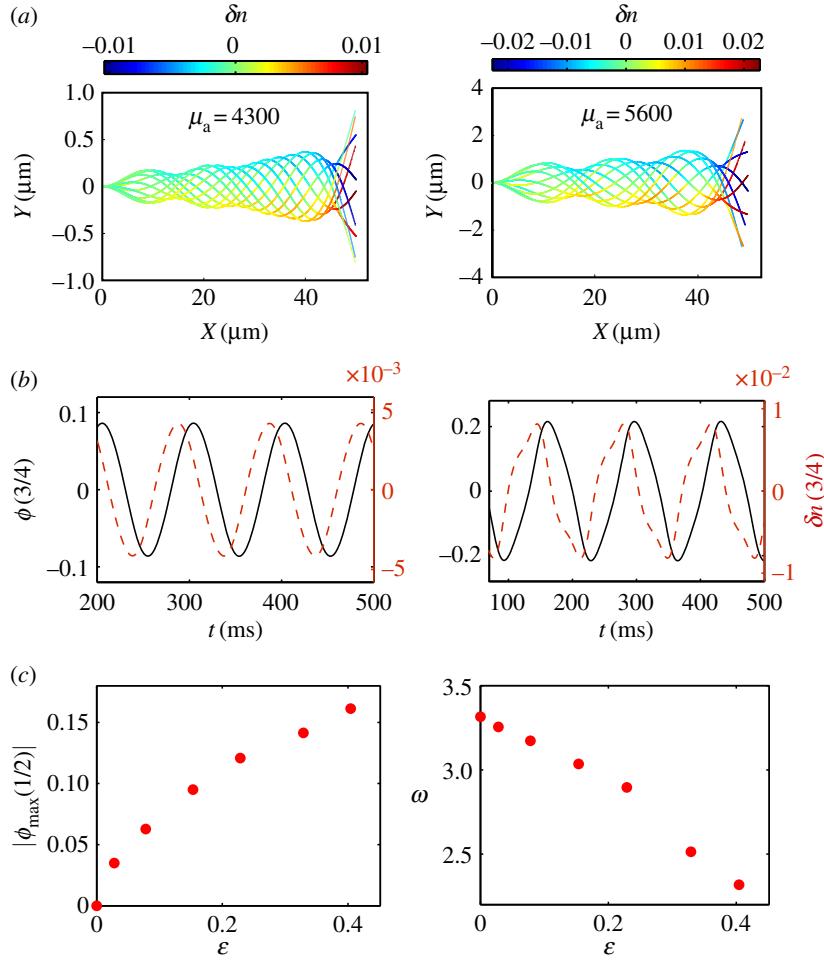 (a)
δn
−0.01 0 0.01
1.0
0.5
0
−0.5
−1.0
Y (μm)
μa = 4300
0 20 40
X (μm)
δn
−0.02 −0.01 0 0.01 0.02
4
2
0
−2
−4
Y (μm)
μa = 5600
0 20 40
X (μm)
(b)
×10−3
0.1
0
−0.1
ϕ (3/4)
5
0
−5
200 300 400 500
t (ms)
×10−2
0.2
0
−0.2
1
0
−1
δn (3/4)
100 200 300 400 500
t (ms)
(c)
0.15
0.10
0.05
0
|ϕmax(1/2)|
0 0.2 0.4
ε
3.5
3.0
2.5
ω
0 0.2 0.4
ε